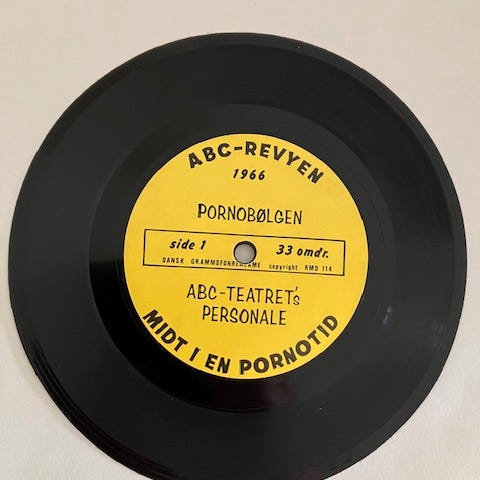 ABC-REVYEN
1966
PORNOBØLGEN
side 1 33 omdr.
DANSK GRAMMOFONREKLAME copyright RMD 114
ABC-TEATRET's
PERSONALE
MIDT I EN PORNOTID